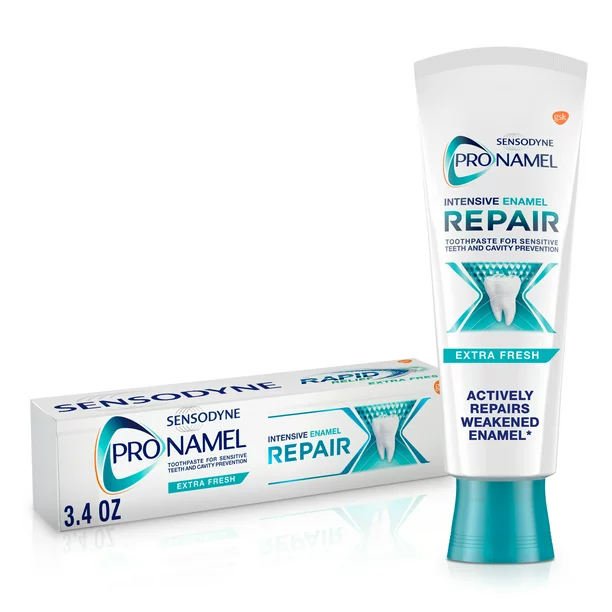 gsk
SENSODYNE
PRONAMEL
INTENSIVE ENAMEL
REPAIR
TOOTHPASTE FOR SENSITIVE
TEETH AND CAVITY PREVENTION
EXTRA FRESH
ACTIVELY
REPAIRS
WEAKENED
ENAMEL*
SENSODYNE
RAPID
RELIEF EXTRA FRESH
SENSODYNE
PRONAMEL
TOOTHPASTE FOR SENSITIVE
TEETH AND CAVITY PREVENTION
EXTRA FRESH
INTENSIVE ENAMEL
REPAIR
3.4 OZ